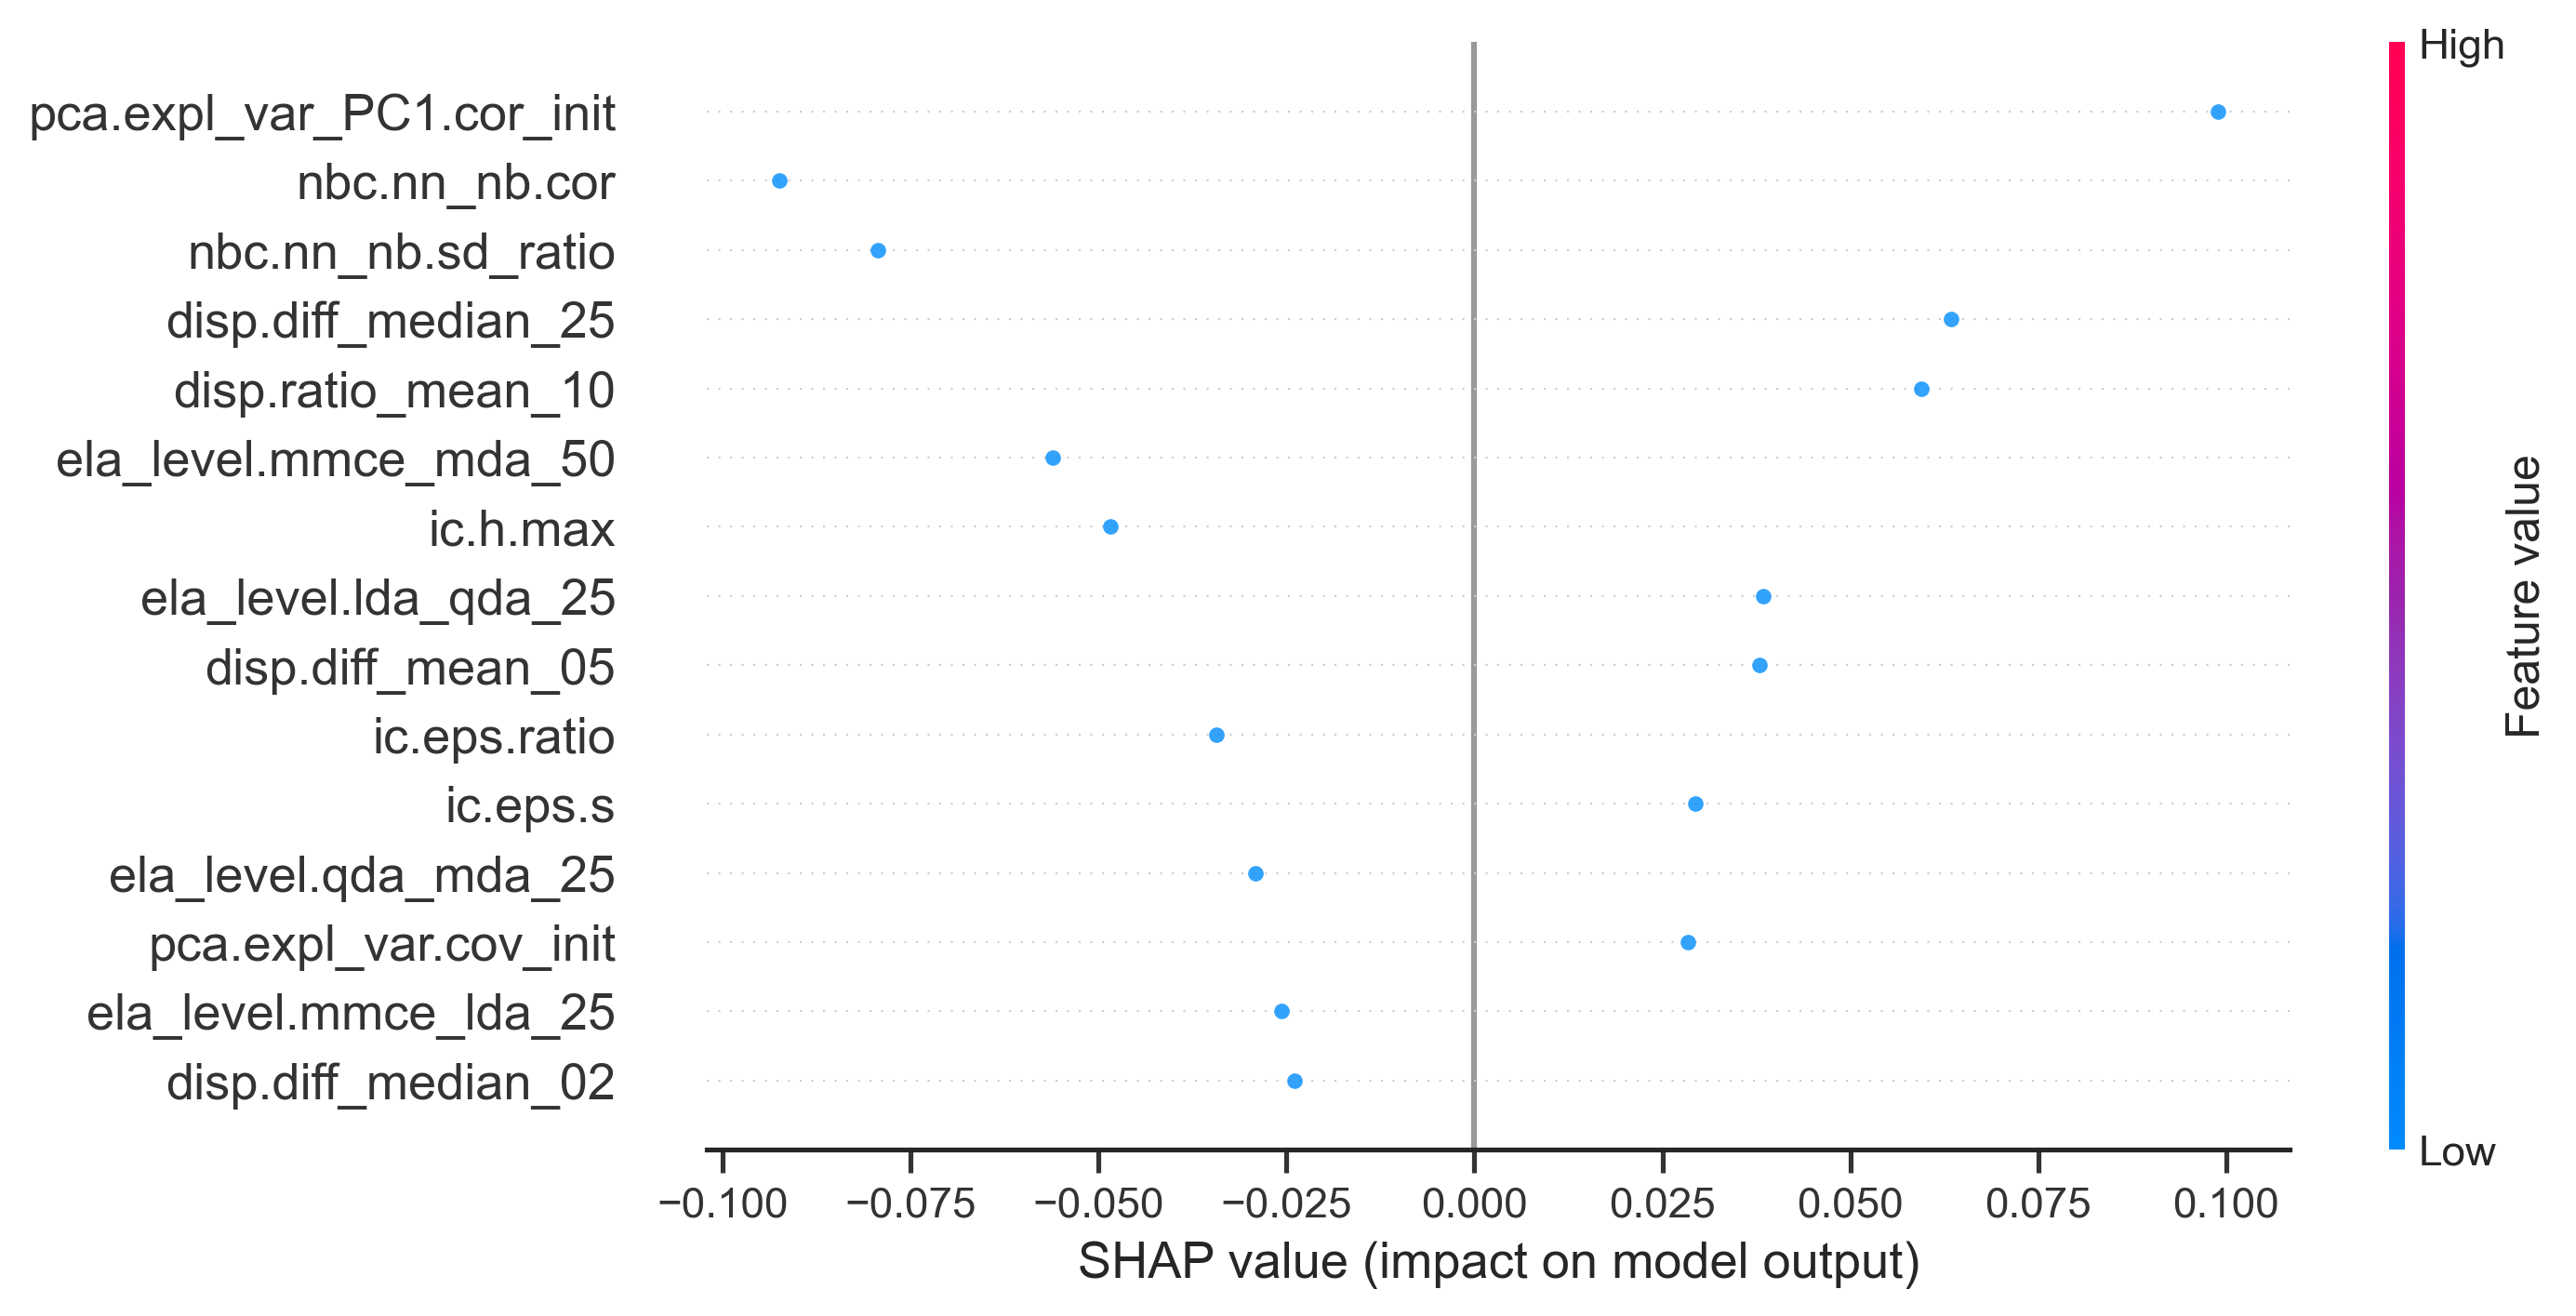 High
pca.expl_var_PC1.cor_init
nbc.nn_nb.cor
nbc.nn_nb.sd_ratio
disp.diff_median_25
disp.ratio_mean_10
ela_level.mmce_mda_50
ic.h.max
ela_level.lda_qda_25
disp.diff_mean_05
ic.eps.ratio
ic.eps.s
ela_level.qda_mda_25
pca.expl_var.cov_init
ela_level.mmce_lda_25
disp.diff_median_02
Feature value
Low
−0.100 −0.075 −0.050 −0.025 0.000 0.025 0.050 0.075 0.100
SHAP value (impact on model output)